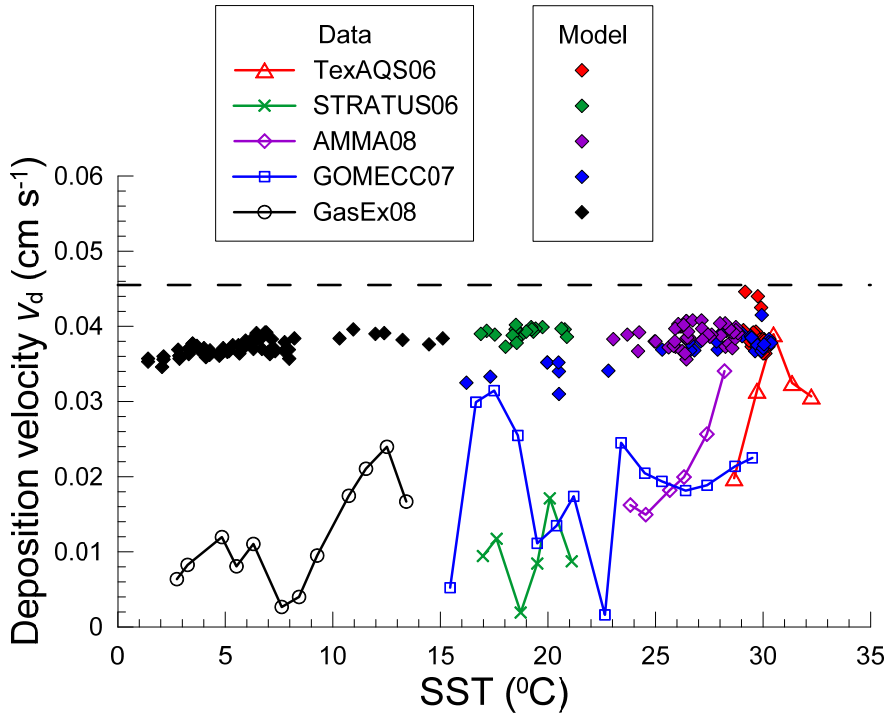 Data
TexAQS06
STRATUS06
AMMA08
GOMECC07
GasEx08
Model
Deposition velocity v_d (cm s⁻¹)
0.06
0.05
0.04
0.03
0.02
0.01
0
0 5 10 15 20 25 30 35
SST (⁰C)